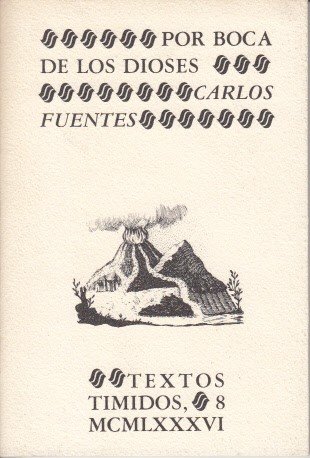 POR BOCA
DE LOS DIOSES
CARLOS
FUENTES
TEXTOS
TIMIDOS, 8
MCMLXXXVI